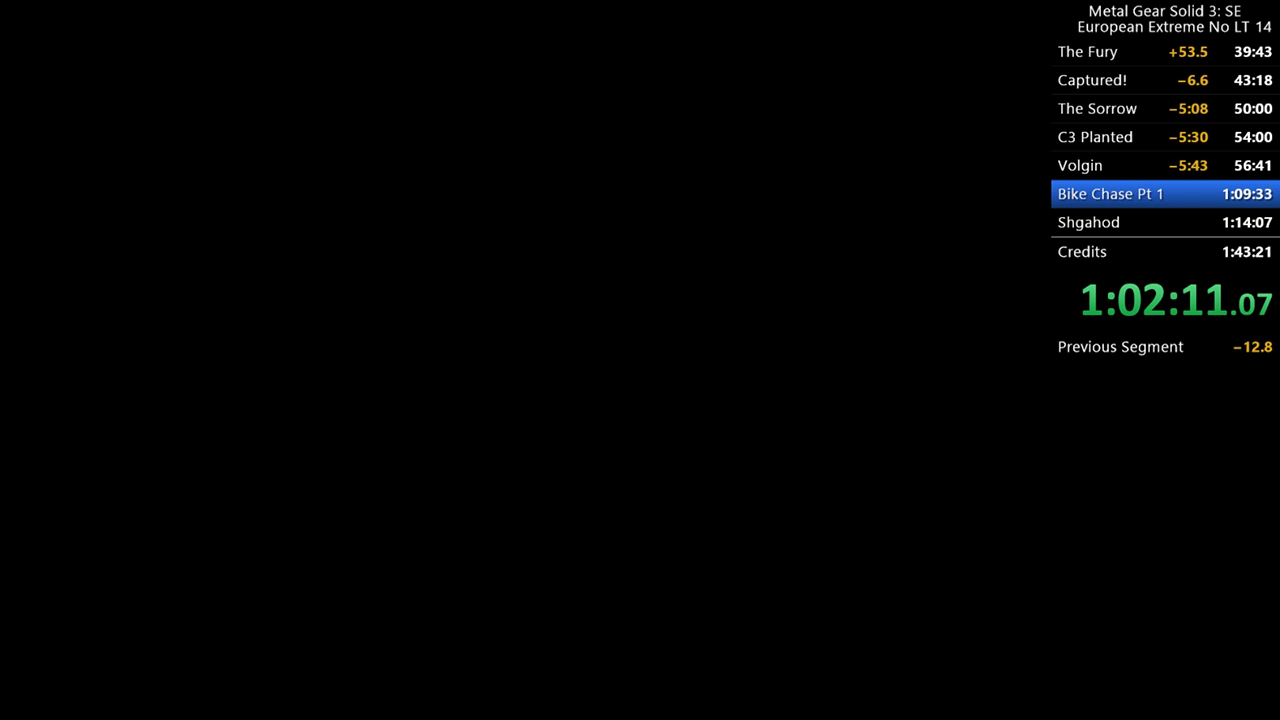 Metal Gear Solid 3: SE
European Extreme No LT 14
The Fury +53.5 39:43
Captured! −6.6 43:18
The Sorrow −5:08 50:00
C3 Planted −5:30 54:00
Volgin −5:43 56:41
Bike Chase Pt 1 1:09:33
Shgahod 1:14:07
Credits 1:43:21
1:02:11.07
Previous Segment −12.8